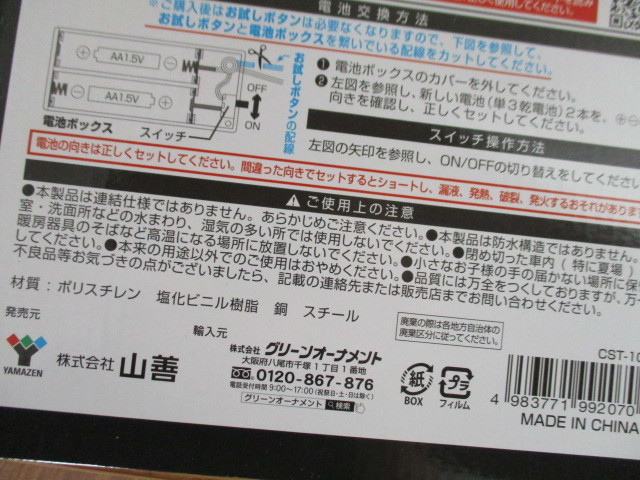 電池交換方法
※ご購入後はお試しボタンは必要なくなりますので、下図を参照して、
お試しボタンと電池ボックスを繋いでいる配線をカットしてください。
AA1.5V
AA1.5V
OFF
ON
電池ボックス
スイッチ
お試しボタンの配線
❶ 電池ボックスのカバーを外してください。
❷ 左図を参照し、新しい電池(単3乾電池)2本を、⊕⊖
向きを確認し、正しくセットしてく
スイッチ操作方法
左図の矢印を参照し、ON/OFFの切り替えをしてくださ
電池の向きは正しくセットしてください。間違った向きでセットするとショートし、漏液、発熱、破裂、発火するおそれがありま
⚠ ご使用上の注意
●本製品は連結仕様ではありません。あらかじめご注意ください。●本製品は防水構造ではありません。
室・洗面所などの水まわり、湿気の多い所では使用しないでください。●閉め切った車内(特に夏場)
暖房器具のそばなど高温になる場所に放置しないでください。●小さなお子様の手の届かない場所に保
してください。●本来の用途以外でのご使用はおやめください。●品質には万全をつくしておりますが、万
不良品等お気づきの点がございましたら、記載の連絡先または販売店までお問い合わせください。
材質:ポリスチレン 塩化ビニル樹脂 銅 スチール
廃棄の際は各地方自治体の
廃棄区分に従ってください。
発売元
YAMAZEN
株式会社 山善
輸入元
株式会社 グリーンオーナメント
大阪府八尾市千塚1丁目1番地
0120-867-876
電話受付時間 9:00~17:00(祝祭日・土・日は除く)
グリーンオーナメント 検索
紙
BOX
プラ
フィルム
CST-10
4 983771 992070
MADE IN CHINA